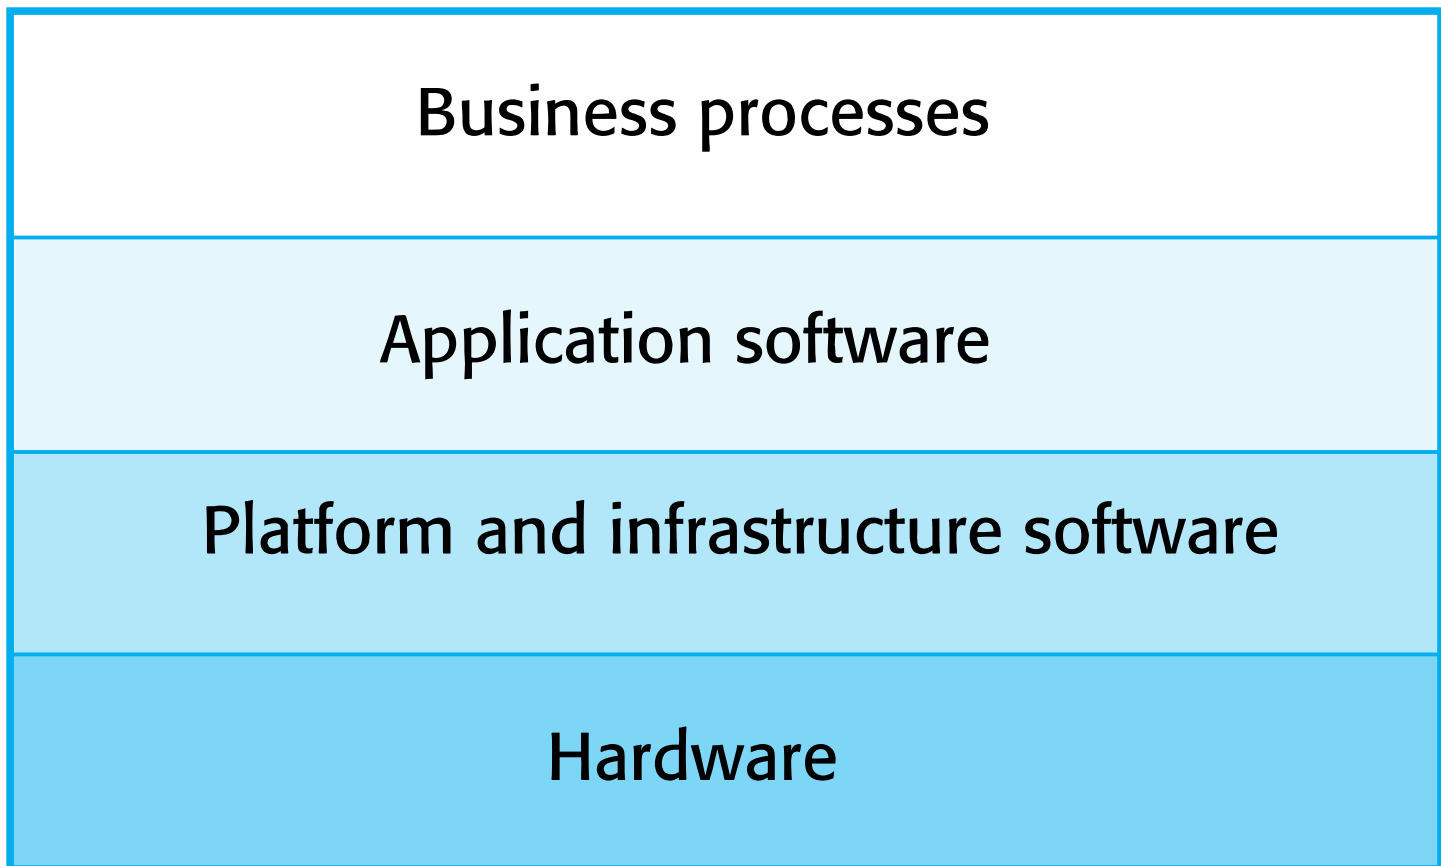 Business processes
Application software
Platform and infrastructure software
Hardware